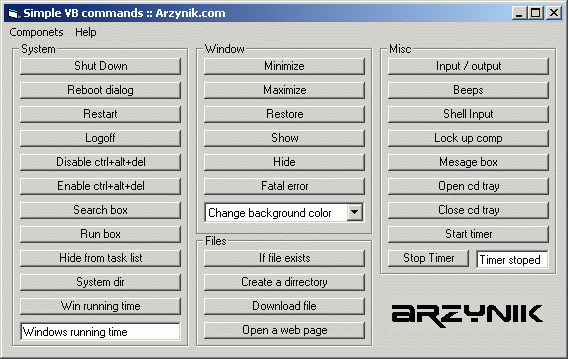 Simple VB commands :: Arzynik.com
Componets Help
System
Shut Down
Reboot dialog
Restart
Logoff
Disable ctrl+alt+del
Enable ctrl+alt+del
Search box
Run box
Hide from task list
System dir
Win running time
Windows running time
Window
Minimize
Maximize
Restore
Show
Hide
Fatal error
Change background color
Files
If file exists
Create a dirrectory
Download file
Open a web page
Misc
Input / output
Beeps
Shell Input
Lock up comp
Mesage box
Open cd tray
Close cd tray
Start timer
Stop Timer Timer stoped
ARZYNIK